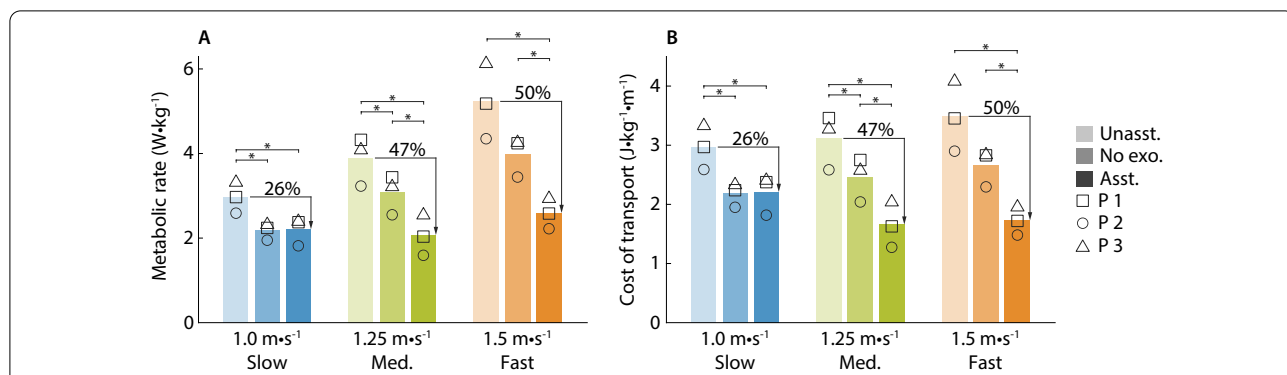 A
Metabolic rate (W•kg⁻¹)
6
4
2
0
*
*
26%
*
*
*
47%
*
*
50%
1.0 m•s⁻¹
Slow
1.25 m•s⁻¹
Med.
1.5 m•s⁻¹
Fast
B
Cost of transport (J•kg⁻¹•m⁻¹)
4
3
2
1
0
*
*
26%
*
*
*
47%
*
*
50%
1.0 m•s⁻¹
Slow
1.25 m•s⁻¹
Med.
1.5 m•s⁻¹
Fast
Unasst.
No exo.
Asst.
P 1
P 2
P 3